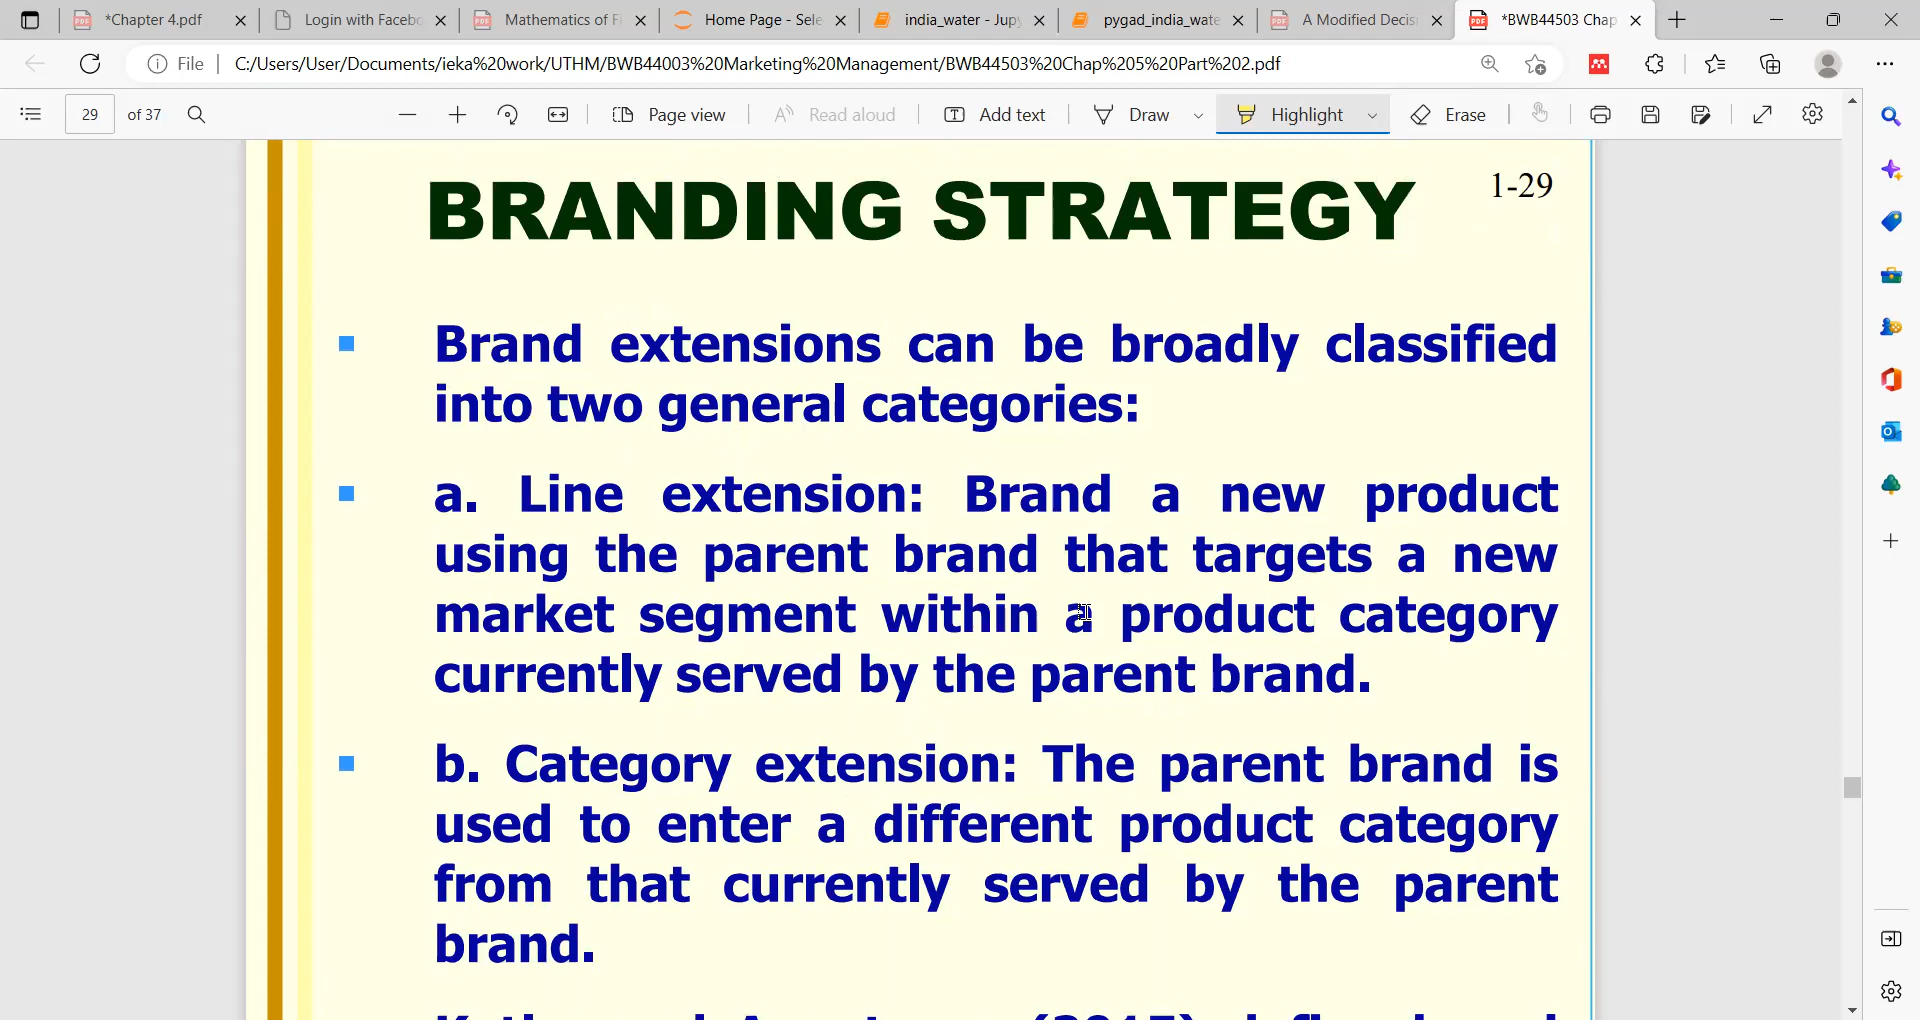 *Chapter 4.pdf
Login with Facebo
Mathematics of Fi
Home Page - Sele
india_water - Jupy
pygad_india_wate
A Modified Decis
*BWB44503 Chap
File
C:/Users/User/Documents/ieka%20work/UTHM/BWB44003%20Marketing%20Management/BWB44503%20Chap%205%20Part%202.pdf
29 of 37
Page view
Read aloud
Add text
Draw
Highlight
Erase
BRANDING STRATEGY
1-29
Brand extensions can be broadly classified
into two general categories:
a. Line extension: Brand a new product
using the parent brand that targets a new
market segment within a product category
currently served by the parent brand.
b. Category extension: The parent brand is
used to enter a different product category
from that currently served by the parent
brand.